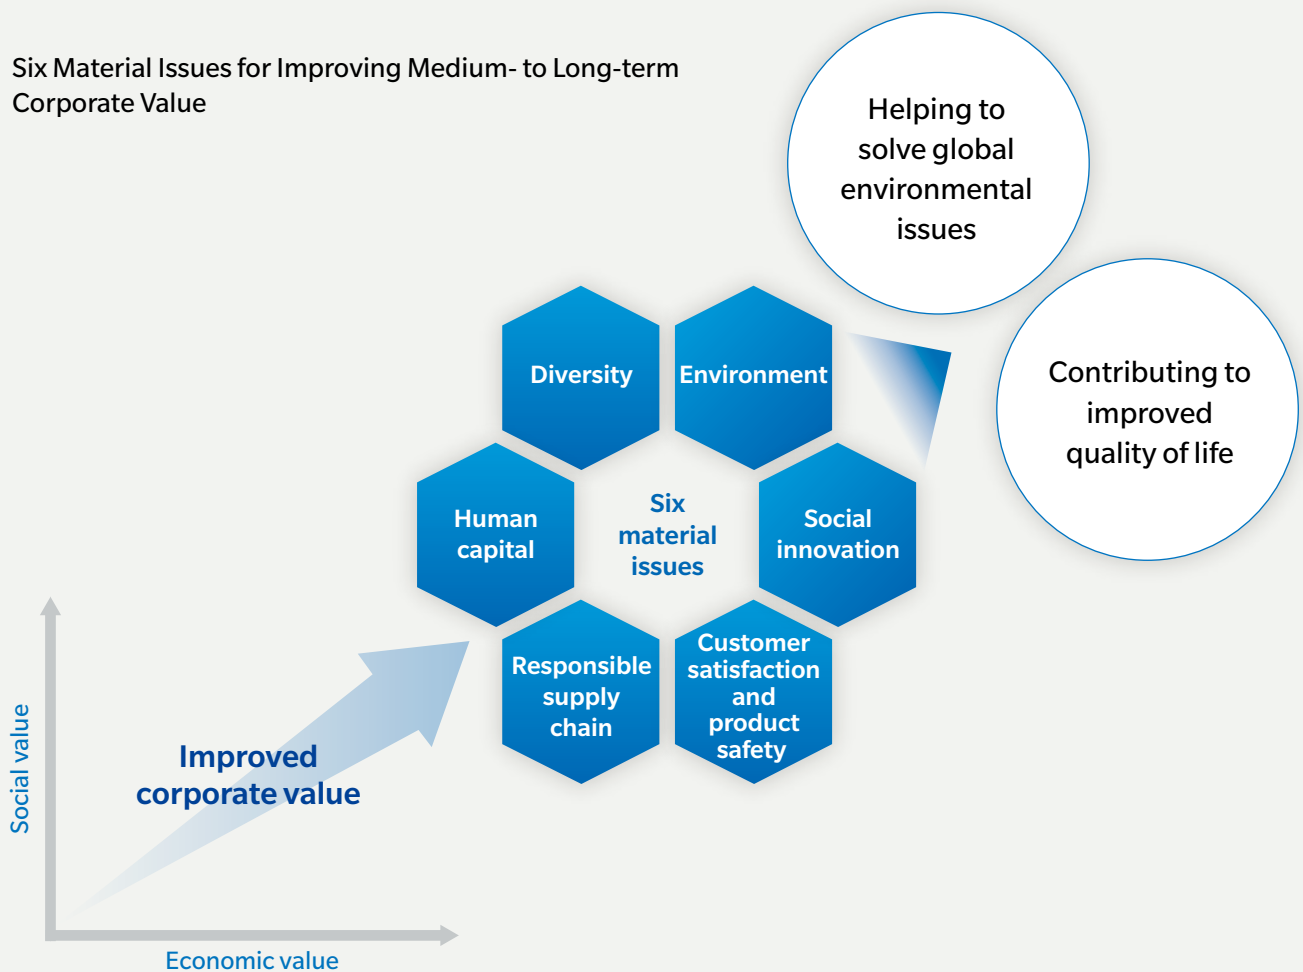 Six Material Issues for Improving Medium- to Long-term
Corporate Value
Helping to
solve global
environmental
issues
Contributing to
improved
quality of life
Diversity
Environment
Human
capital
Six
material
issues
Social
innovation
Responsible
supply
chain
Customer
satisfaction
and
product
safety
Improved
corporate value
Social value
Economic value